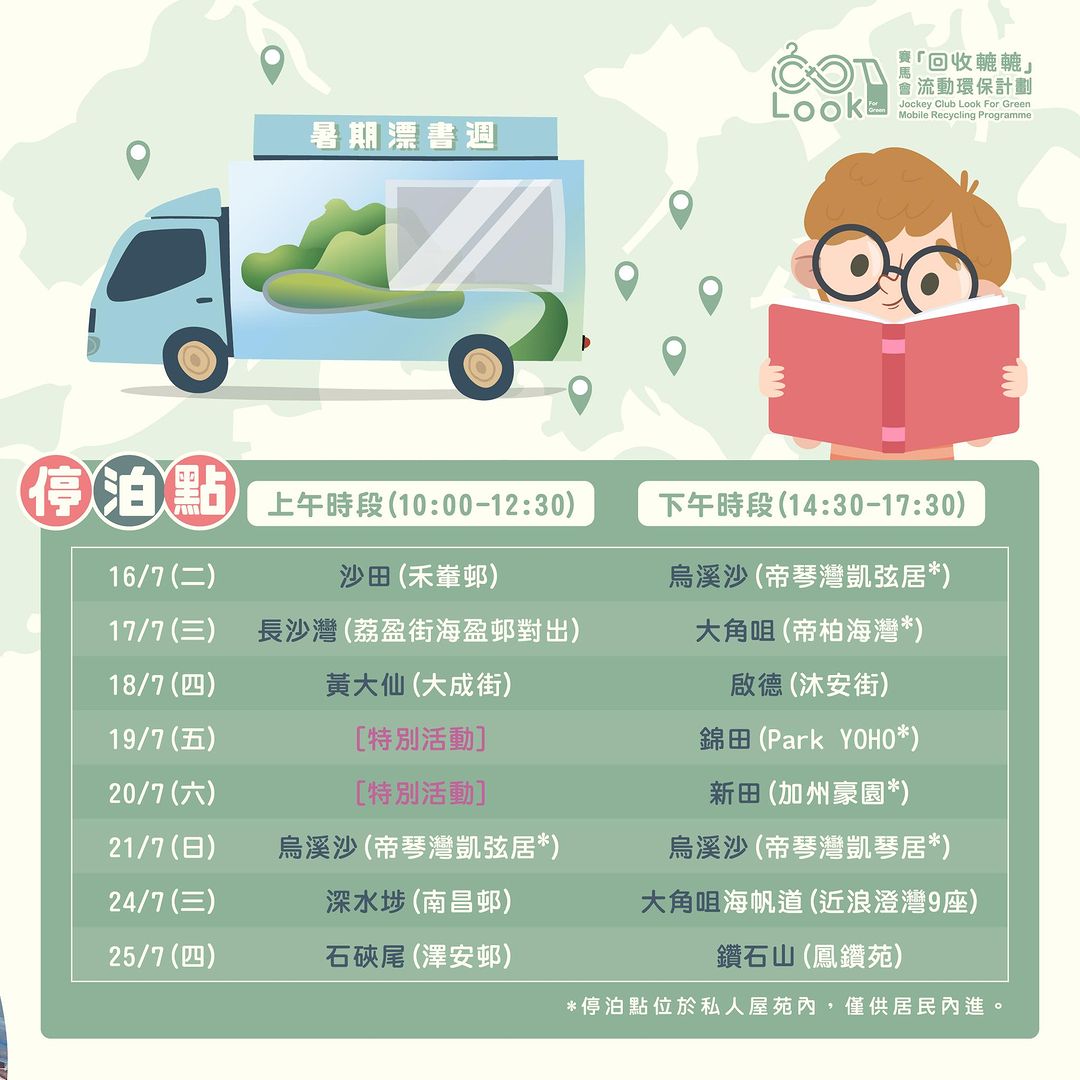 賽馬會「回收轆轆」
流動環保計劃
Look
For Green
Jockey Club Look For Green
Mobile Recycling Programme
暑期漂書週
停泊點
上午時段(10:00-12:30) 下午時段(14:30-17:30)
16/7(二) 沙田(禾輋邨) 烏溪沙(帝琴灣凱弦居*)
17/7(三) 長沙灣(荔盈街海盈邨對出) 大角咀(帝柏海灣*)
18/7(四) 黃大仙(大成街) 啟德(沐安街)
19/7(五) [特別活動] 錦田(Park YOHO*)
20/7(六) [特別活動] 新田(加州豪園*)
21/7(日) 烏溪沙(帝琴灣凱弦居*) 烏溪沙(帝琴灣凱琴居*)
24/7(三) 深水埗(南昌邨) 大角咀海帆道(近浪澄灣9座)
25/7(四) 石硤尾(澤安邨) 鑽石山(鳳鑽苑)
*停泊點位於私人屋苑內，僅供居民內進。